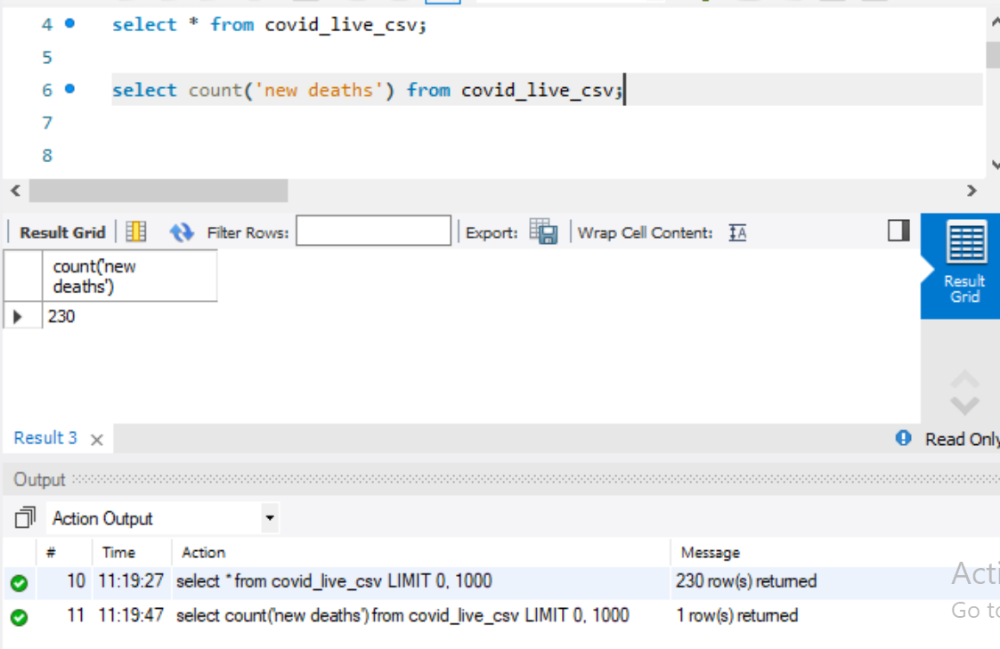 4 select * from covid_live_csv;
5
6 select count('new deaths') from covid_live_csv;
7
8
Result Grid Filter Rows: Export: Wrap Cell Content: IA
count('new
deaths')
230
Result
Grid
Result 3 Read Only
Output
Action Output
# Time Action Message
10 11:19:27 select * from covid_live_csv LIMIT 0, 1000 230 row(s) returned
11 11:19:47 select count('new deaths') from covid_live_csv LIMIT 0, 1000 1 row(s) returned
Acti
Go to